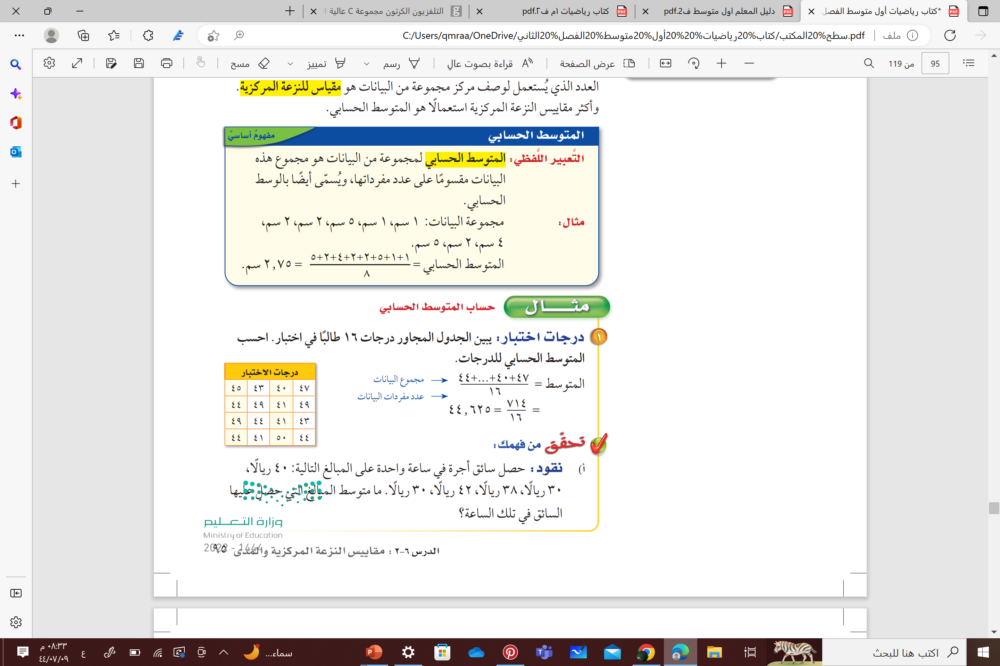 *كتاب رياضيات أول متوسط الفصل
دليل المعلم اول متوسط ف2.pdf
كتاب رياضيات ١م ف٢.pdf
التلفزيون الكرتون مجموعة C عالية
ملف
C:/Users/qmraa/OneDrive/سطح%20المكتب/كتاب%20رياضيات%20%20أول%20متوسط%20الفصل%20الثاني.pdf
95
من 119
عرض الصفحة
قراءة بصوت عالٍ
رسم
تمييز
مسح
العدد الذي يُستعمل لوصف مركز مجموعة من البيانات هو مقياس للنزعة المركزية.
وأكثر مقاييس النزعة المركزية استعمالًا هو المتوسط الحسابي.
المتوسط الحسابي
مفهومٌ أساسيٌ
التَّعبير اللَّفظي: المتوسط الحسابي لمجموعة من البيانات هو مجموع هذه
البيانات مقسومًا على عدد مفرداتها، ويُسمّى أيضًا بالوسط
الحسابي.
مثال: مجموعة البيانات: ١ سم، ١ سم، ٥ سم، ٢ سم، ٢ سم،
٤ سم، ٢ سم، ٥ سم.
المتوسط الحسابي = ١+١+٥+٢+٢+٤+٢+٥ / ٨ = ٢,٧٥ سم.
مثـــــال
حساب المتوسط الحسابي
١ درجات اختبار: يبين الجدول المجاور درجات ١٦ طالبًا في اختبار. احسب
المتوسط الحسابي للدرجات.
المتوسط = ٤٧+٤٠+...+٤٤ / ١٦
مجموع البيانات
عدد مفردات البيانات
= ٧١٤ / ١٦ = ٤٤,٦٢٥
درجات الاختبار
٤٧ ٤٠ ٤٣ ٤٥
٤٩ ٤١ ٤٩ ٤٤
٤٣ ٤١ ٤٤ ٤٩
٤٤ ٥٠ ٤١ ٤٤
تحقَّق من فهمك:
أ) نقود: حصل سائق أجرة في ساعة واحدة على المبالغ التالية: ٤٠ ريالًا،
٣٠ ريالًا، ٣٨ ريالًا، ٤٢ ريالًا، ٣٠ ريالًا. ما متوسط المبالغ التي حصل عليها
السائق في تلك الساعة؟
وزارة التعـــليم
Ministry of Education
2022 - 1444
الدرس ٦-٢ : مقاييس النزعة المركزية والمدى ٩٥
اكتب هنا للبحث
سماء...
ع
٠٨:٣٣ م
٤٤/٠٧/٠٩